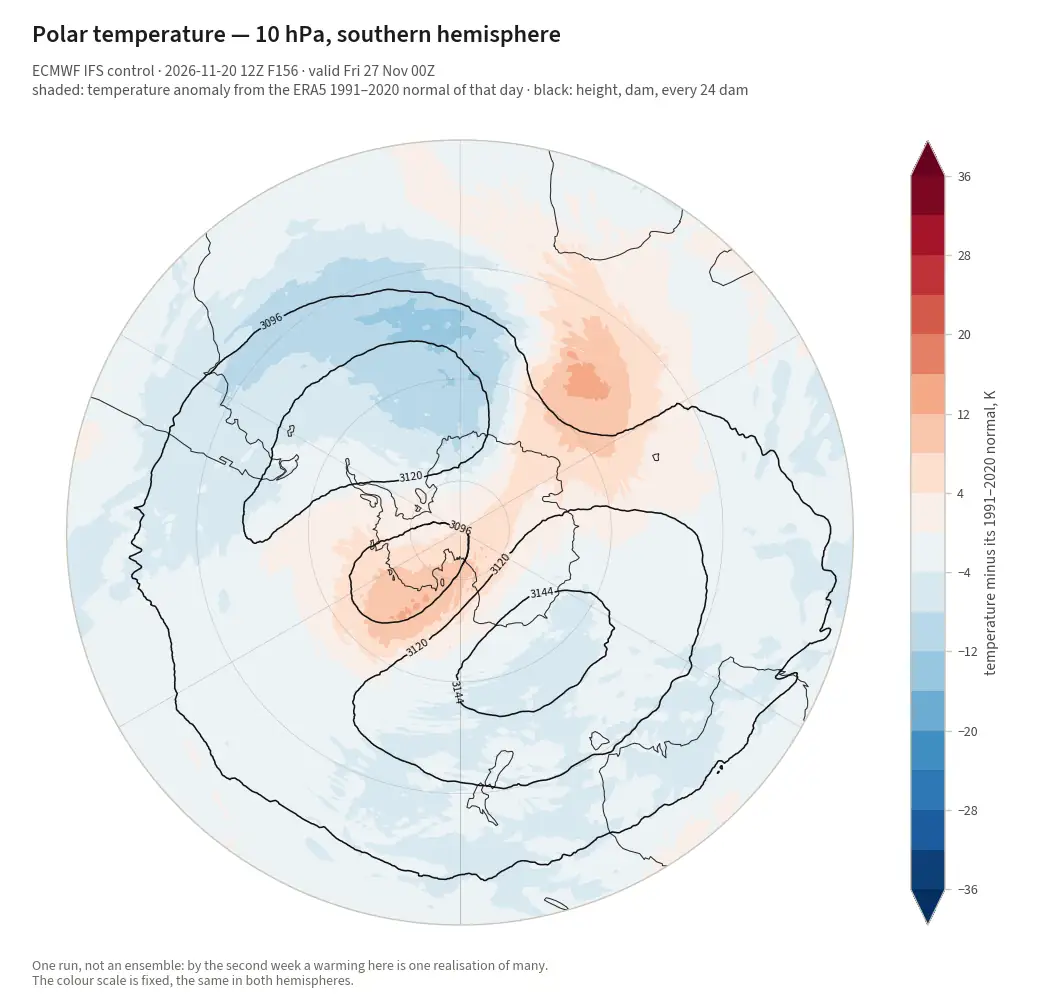 Polar temperature — 10 hPa, southern hemisphere
ECMWF IFS control · 2026-11-20 12Z F156 · valid Fri 27 Nov 00Z
shaded: temperature anomaly from the ERA5 1991–2020 normal of that day · black: height, dam, every 24 dam
3096
3120
3096
3120
3144
3120
3144
36
28
20
12
4
−4
−12
−20
−28
−36
temperature minus its 1991–2020 normal, K
One run, not an ensemble: by the second week a warming here is one realisation of many.
The colour scale is fixed, the same in both hemispheres.